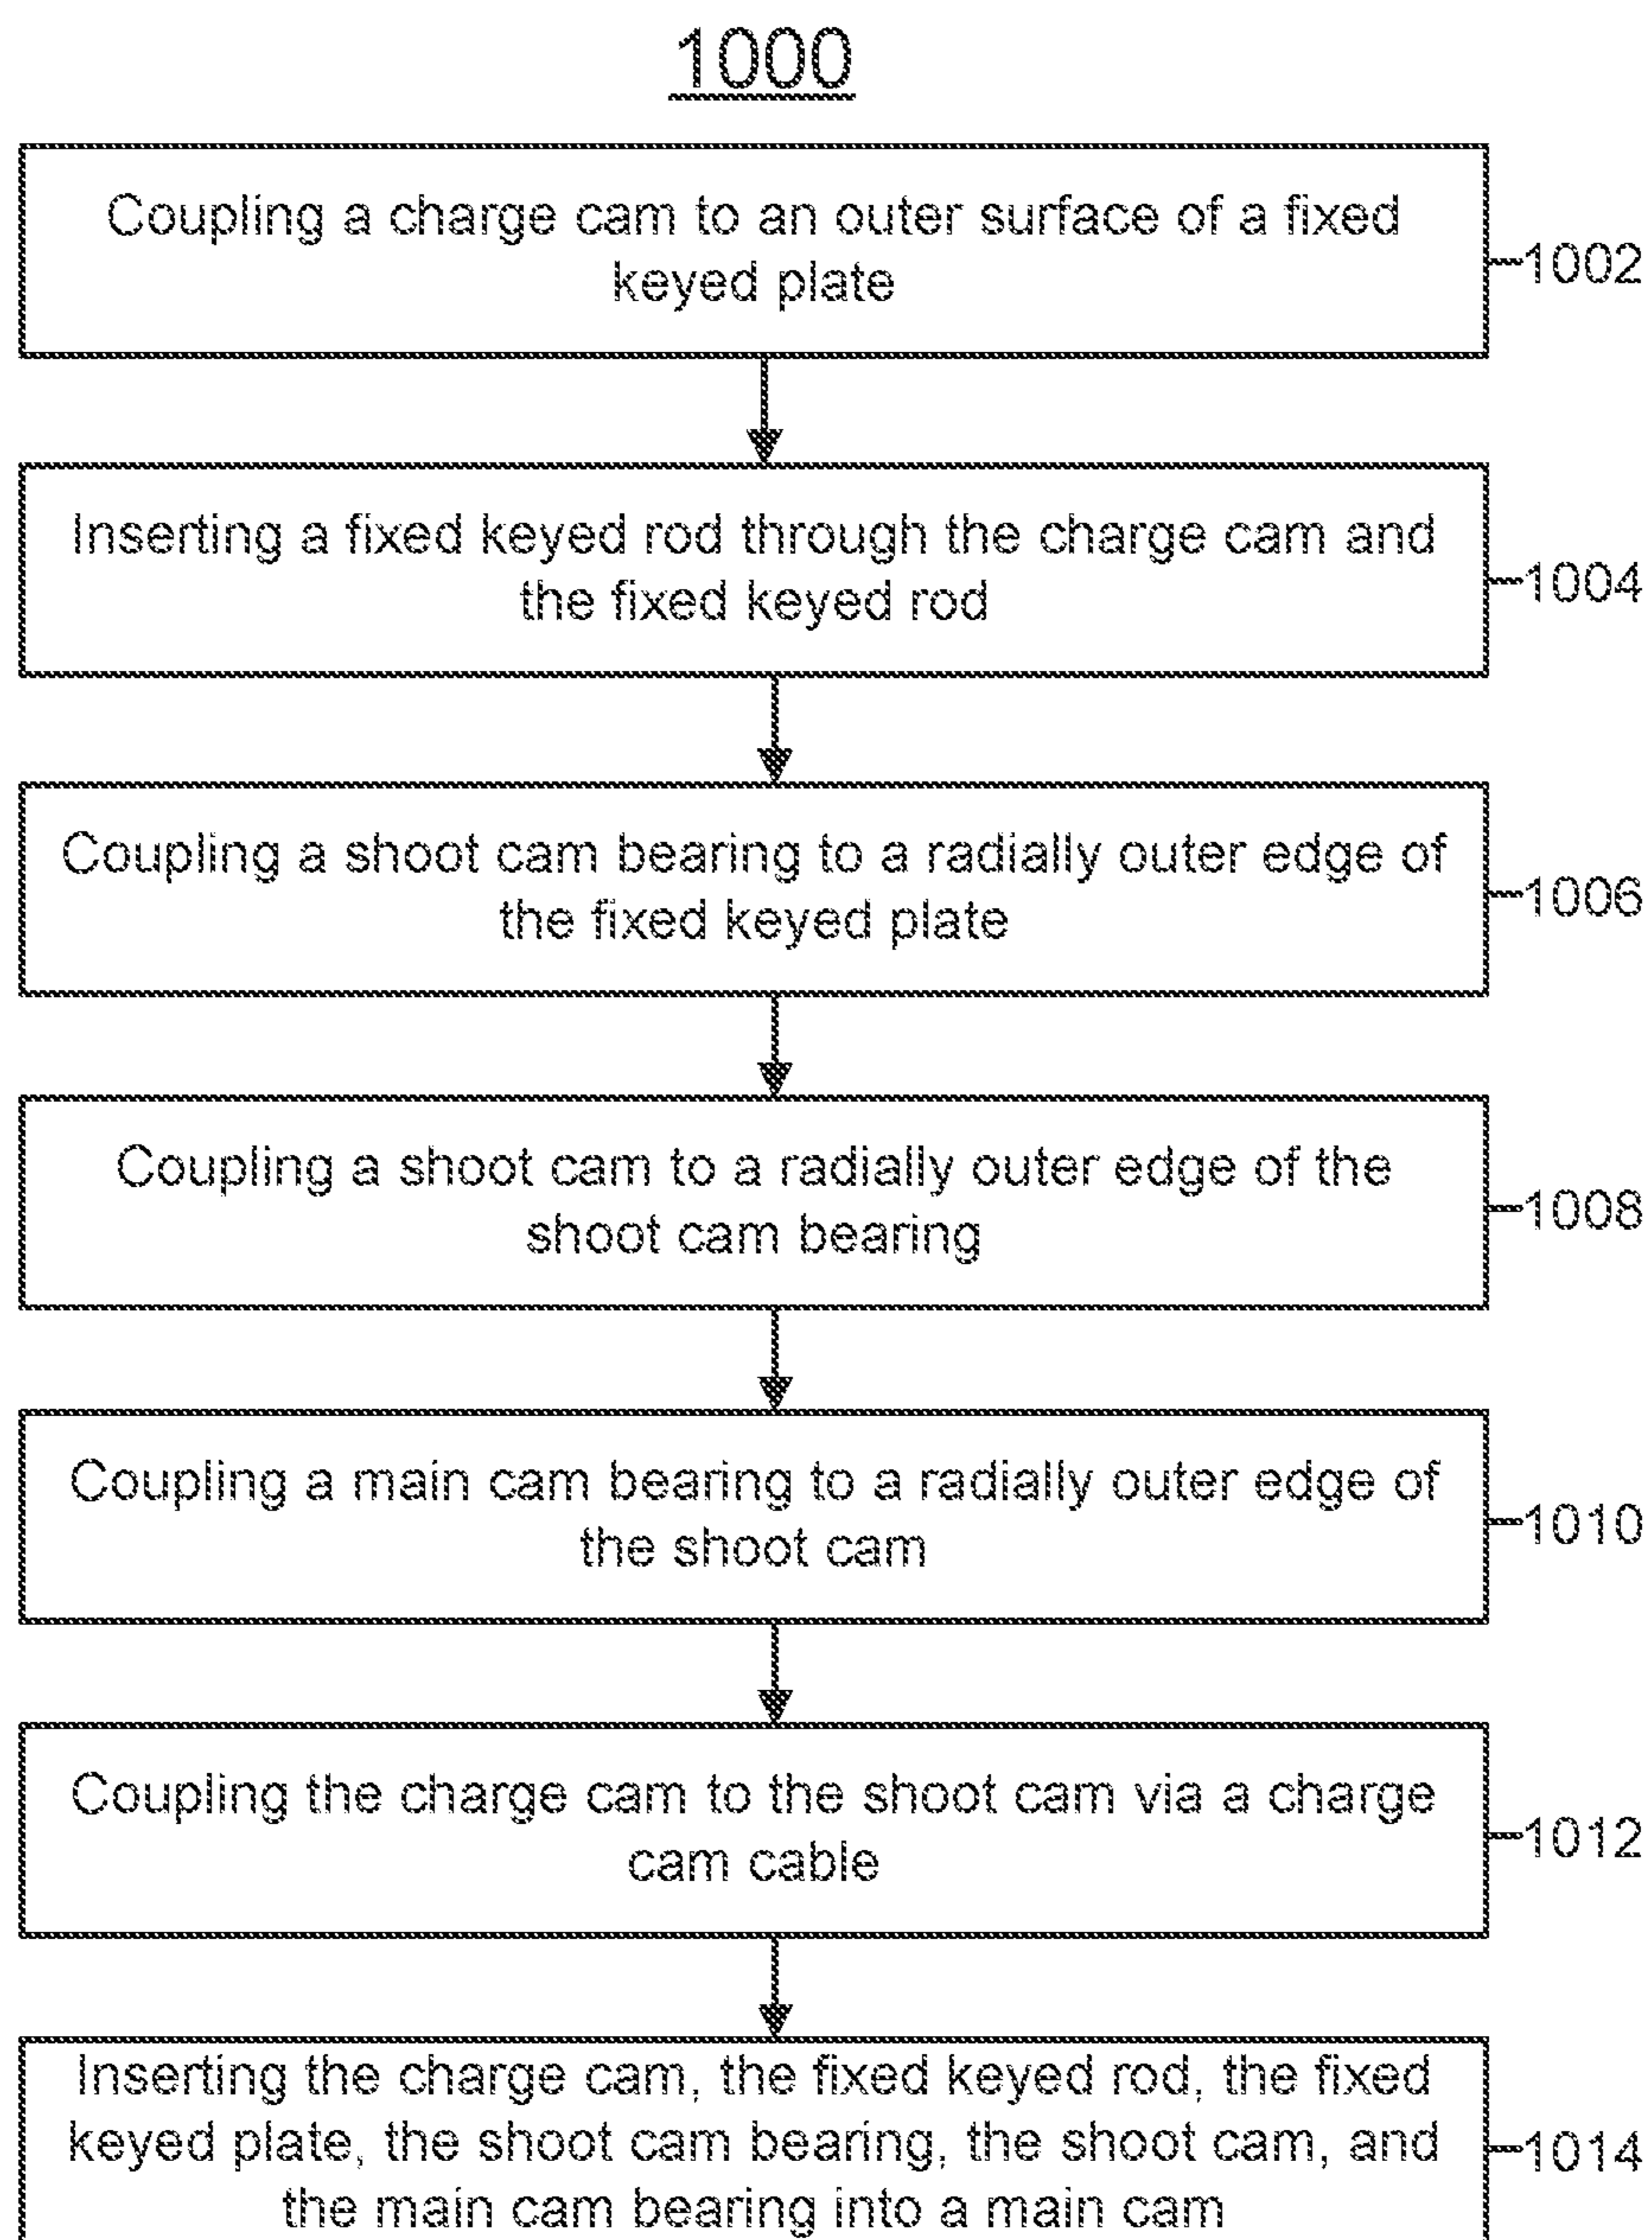 1000
Coupling a charge cam to an outer surface of a fixed
keyed plate
1002
Inserting a fixed keyed rod through the charge cam and
the fixed keyed rod
1004
Coupling a shoot cam bearing to a radially outer edge of
the fixed keyed plate
1006
Coupling a shoot cam to a radially outer edge of the
shoot cam bearing
1008
Coupling a main cam bearing to a radially outer edge of
the shoot cam
1010
Coupling the charge cam to the shoot cam via a charge
cam cable
1012
Inserting the charge cam, the fixed keyed rod, the fixed
keyed plate, the shoot cam bearing, the shoot cam, and
the main cam bearing into a main cam
1014